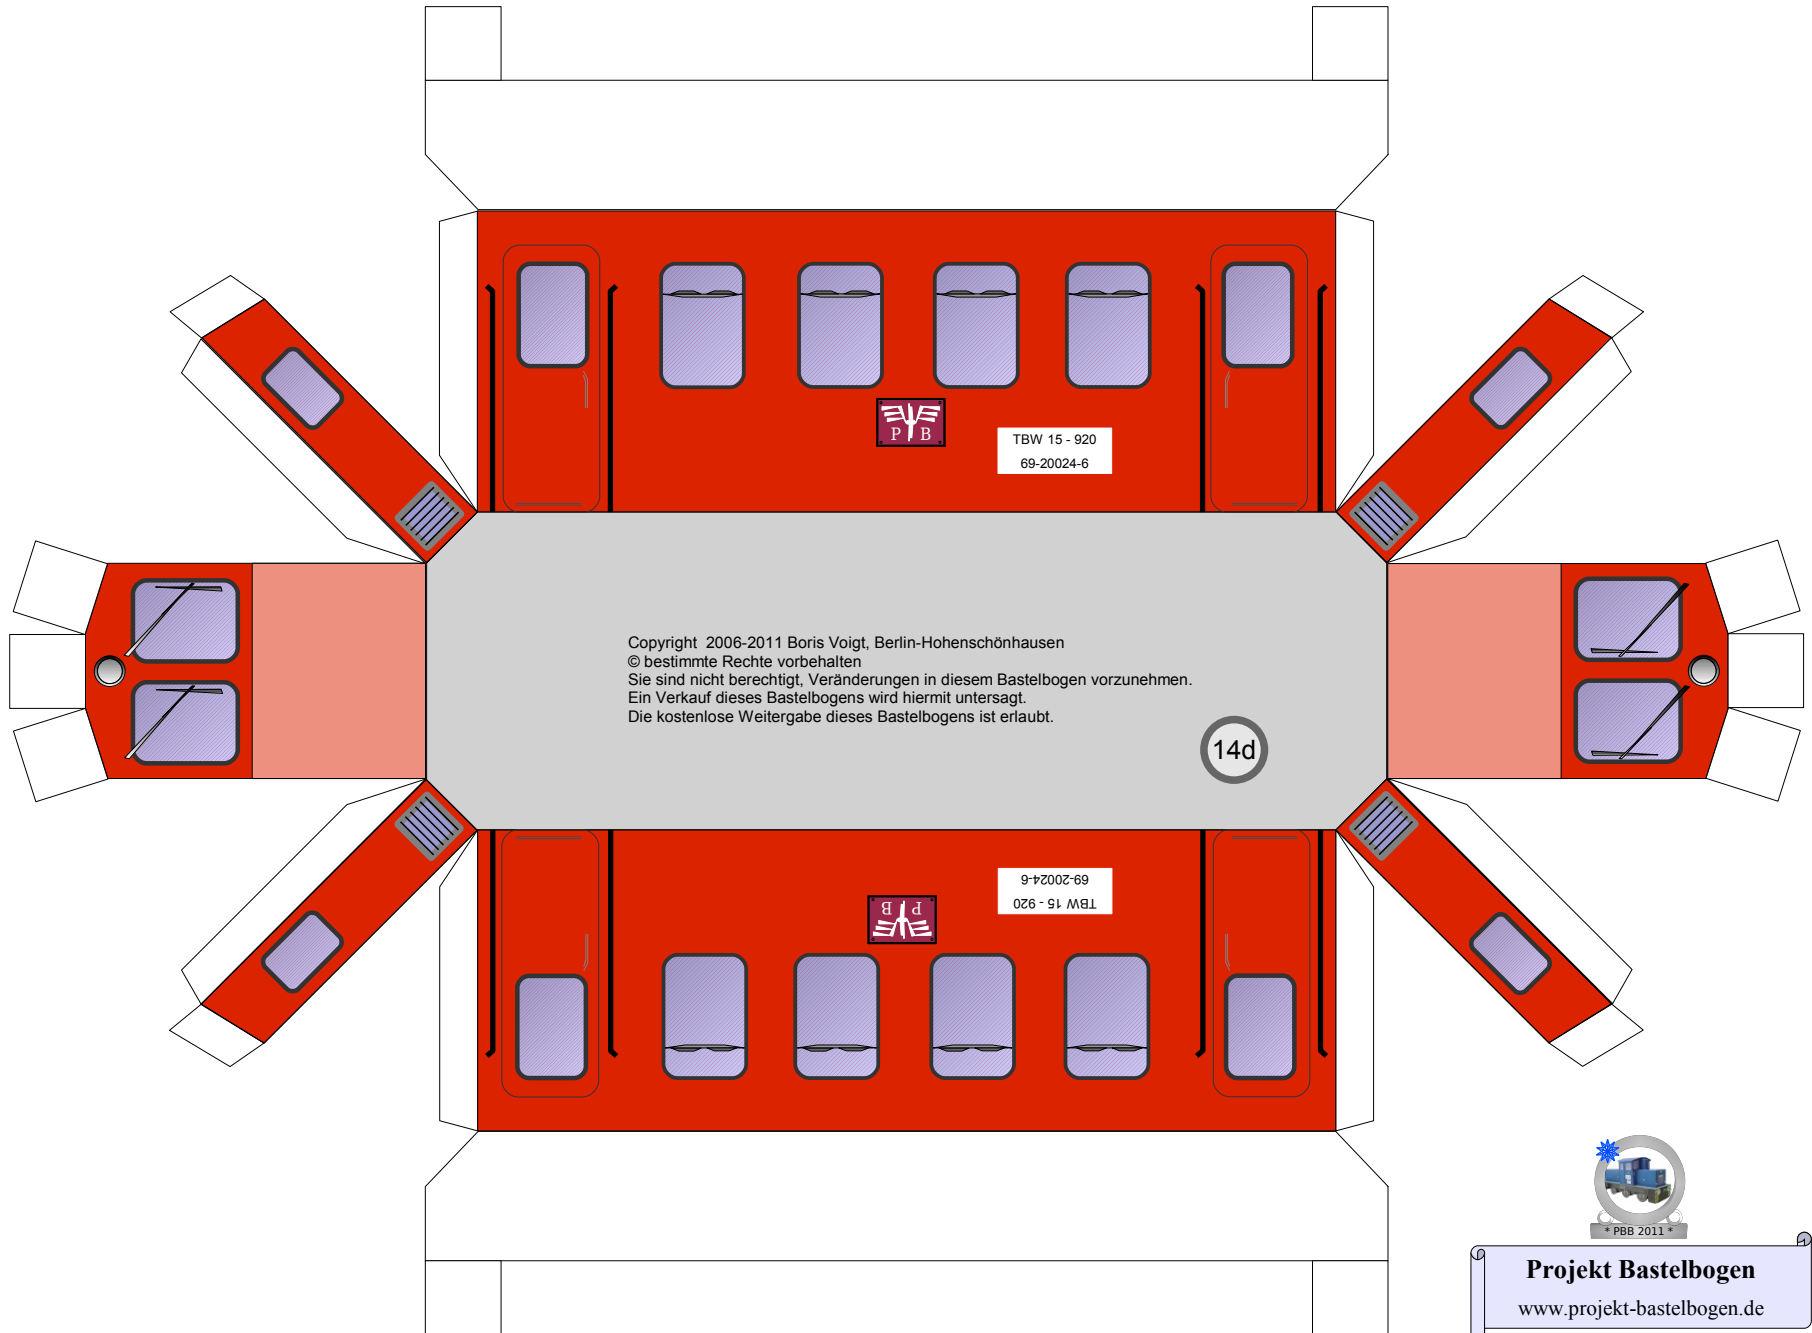 P B
TBW 15 - 920
69-20024-6
Copyright 2006-2011 Boris Voigt, Berlin-Hohenschönhausen
© bestimmte Rechte vorbehalten
Sie sind nicht berechtigt, Veränderungen in diesem Bastelbogen vorzunehmen.
Ein Verkauf dieses Bastelbogens wird hiermit untersagt.
Die kostenlose Weitergabe dieses Bastelbogens ist erlaubt.
14d
TBW 15 - 920
69-20024-6
P B
* PBB 2011 *
Projekt Bastelbogen
www.projekt-bastelbogen.de